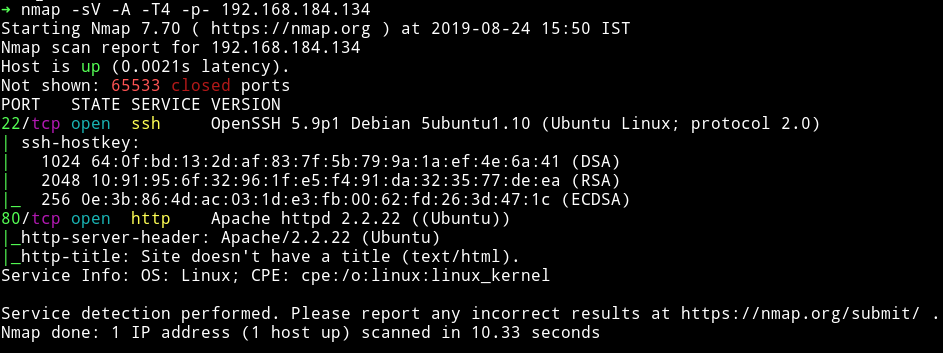 → nmap -sV -A -T4 -p- 192.168.184.134
Starting Nmap 7.70 ( https://nmap.org ) at 2019-08-24 15:50 IST
Nmap scan report for 192.168.184.134
Host is up (0.0021s latency).
Not shown: 65533 closed ports
PORT   STATE SERVICE VERSION
22/tcp open  ssh     OpenSSH 5.9p1 Debian 5ubuntu1.10 (Ubuntu Linux; protocol 2.0)
| ssh-hostkey:
|   1024 64:0f:bd:13:2d:af:83:7f:5b:79:9a:1a:ef:4e:6a:41 (DSA)
|   2048 10:91:95:6f:32:96:1f:e5:f4:91:da:32:35:77:de:ea (RSA)
|_  256 0e:3b:86:4d:ac:03:1d:e3:fb:00:62:fd:26:3d:47:1c (ECDSA)
80/tcp open  http    Apache httpd 2.2.22 ((Ubuntu))
|_http-server-header: Apache/2.2.22 (Ubuntu)
|_http-title: Site doesn't have a title (text/html).
Service Info: OS: Linux; CPE: cpe:/o:linux:linux_kernel
Service detection performed. Please report any incorrect results at https://nmap.org/submit/ .
Nmap done: 1 IP address (1 host up) scanned in 10.33 seconds